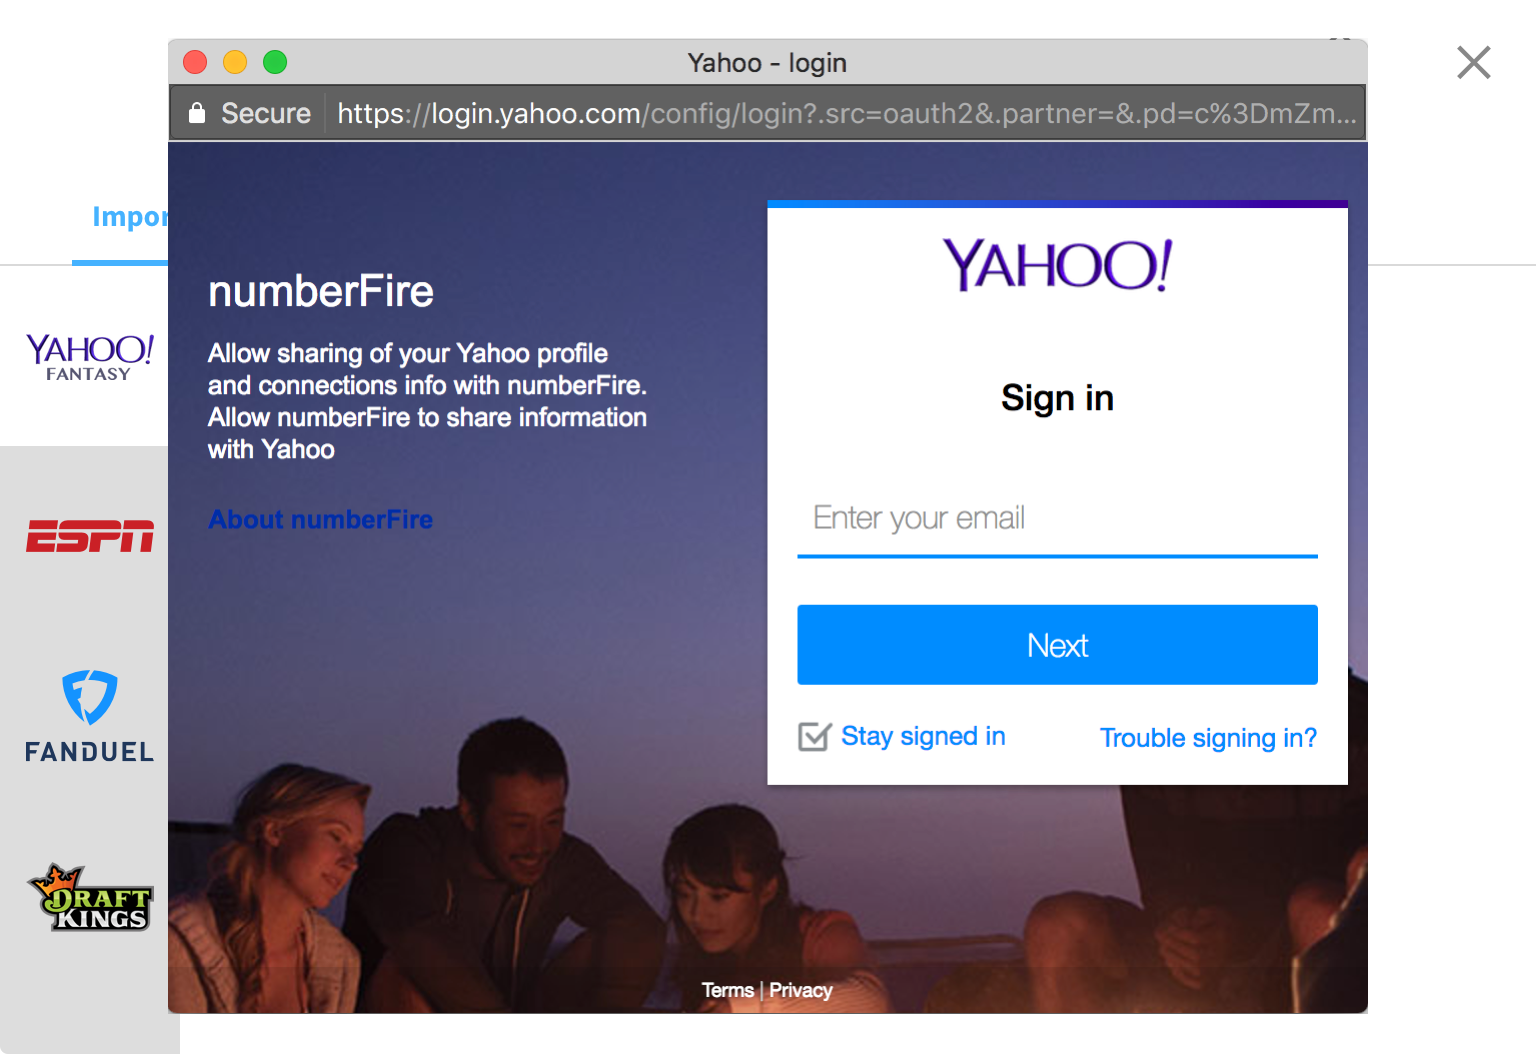 Yahoo - login
Secure https://login.yahoo.com/config/login?.src=oauth2&.partner=&.pd=c%3DmZm...
Impor
YAHOO!
FANTASY
ESPN
FANDUEL
DRAFT
KINGS
numberFire
Allow sharing of your Yahoo profile
and connections info with numberFire.
Allow numberFire to share information
with Yahoo
About numberFire
YAHOO!
Sign in
Enter your email
Next
Stay signed in
Trouble signing in?
Terms | Privacy